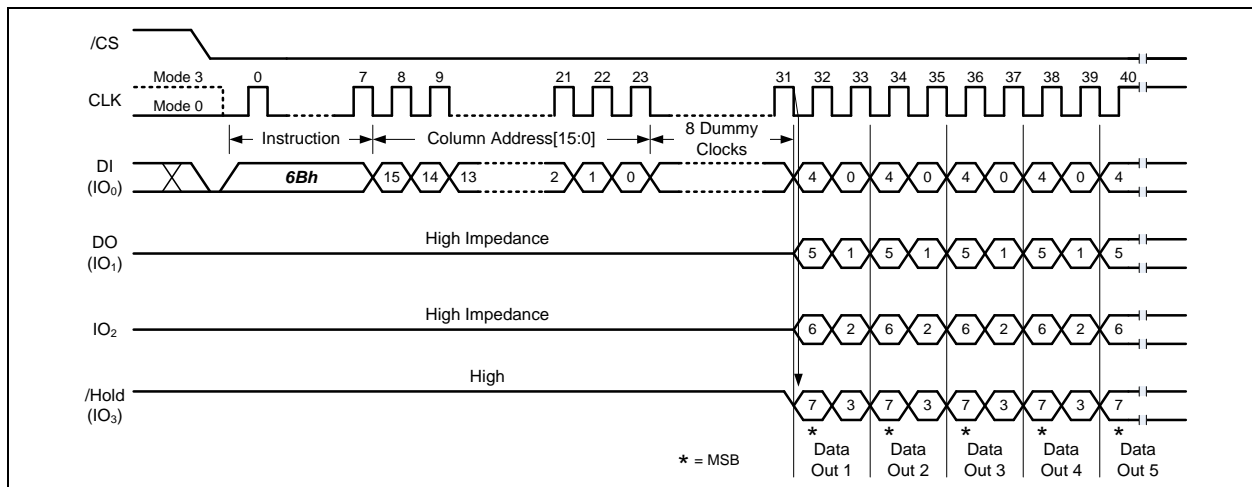 /CS
Mode 3 0 7 8 9 21 22 23 31 32 33 34 35 36 37 38 39 40
CLK
Mode 0
Instruction Column Address[15:0] 8 Dummy Clocks
DI (IO0) 6Bh 15 14 13 2 1 0 4 0 4 0 4 0 4 0 4
High Impedance
DO (IO1) 5 1 5 1 5 1 5 1 5
High Impedance
IO2 6 2 6 2 6 2 6 2 6
High
/Hold (IO3) 7 3 7 3 7 3 7 3 7
* * * * *
* = MSB
Data Out 1 Data Out 2 Data Out 3 Data Out 4 Data Out 5